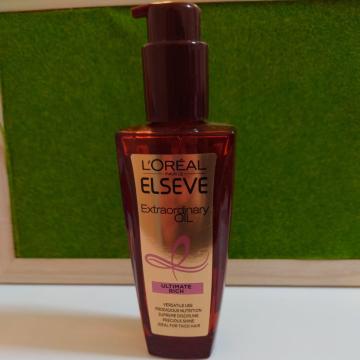 L'ORÉAL
PARIS
ELSEVE
Extraordinary
OIL
ULTIMATE
RICH
VERSATILE USE
PRODIGIOUS NUTRITION
SUPREME DISCIPLINE
PRECIOUS SHINE
IDEAL FOR THICK HAIR